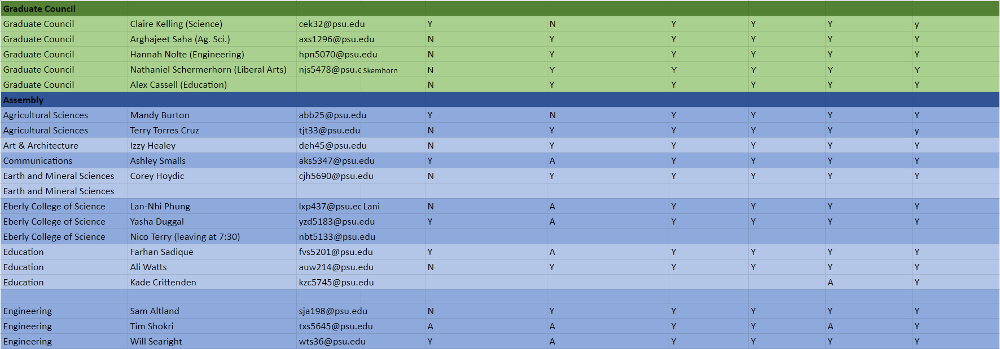 Graduate Council
Graduate Council Claire Kelling (Science) cek32@psu.edu Y N Y Y Y y
Graduate Council Arghajeet Saha (Ag. Sci.) axs1296@psu.edu N Y Y Y Y Y
Graduate Council Hannah Nolte (Engineering) hpn5070@psu.edu N Y Y Y Y Y
Graduate Council Nathaniel Schermerhorn (Liberal Arts) njs5478@psu.e Skemhorn N Y Y Y Y Y
Graduate Council Alex Cassell (Education) N Y Y Y Y Y
Assembly
Agricultural Sciences Mandy Burton abb25@psu.edu Y N Y Y Y Y
Agricultural Sciences Terry Torres Cruz tjt33@psu.edu N Y Y Y Y y
Art & Architecture Izzy Healey deh45@psu.edu N Y Y Y Y Y
Communications Ashley Smalls aks5347@psu.edu Y A Y Y Y Y
Earth and Mineral Sciences Corey Hoydic cjh5690@psu.edu N Y Y Y Y Y
Earth and Mineral Sciences
Eberly College of Science Lan-Nhi Phung lxp437@psu.ec Lani N A Y Y Y Y
Eberly College of Science Yasha Duggal yzd5183@psu.edu Y A Y Y Y Y
Eberly College of Science Nico Terry (leaving at 7:30) nbt5133@psu.edu
Education Farhan Sadique fvs5201@psu.edu Y A Y Y Y Y
Education Ali Watts auw214@psu.edu N Y Y Y Y Y
Education Kade Crittenden kzc5745@psu.edu A Y
Engineering Sam Altland sja198@psu.edu N Y Y Y Y Y
Engineering Tim Shokri txs5645@psu.edu A A Y Y A Y
Engineering Will Searight wts36@psu.edu Y A Y Y Y Y